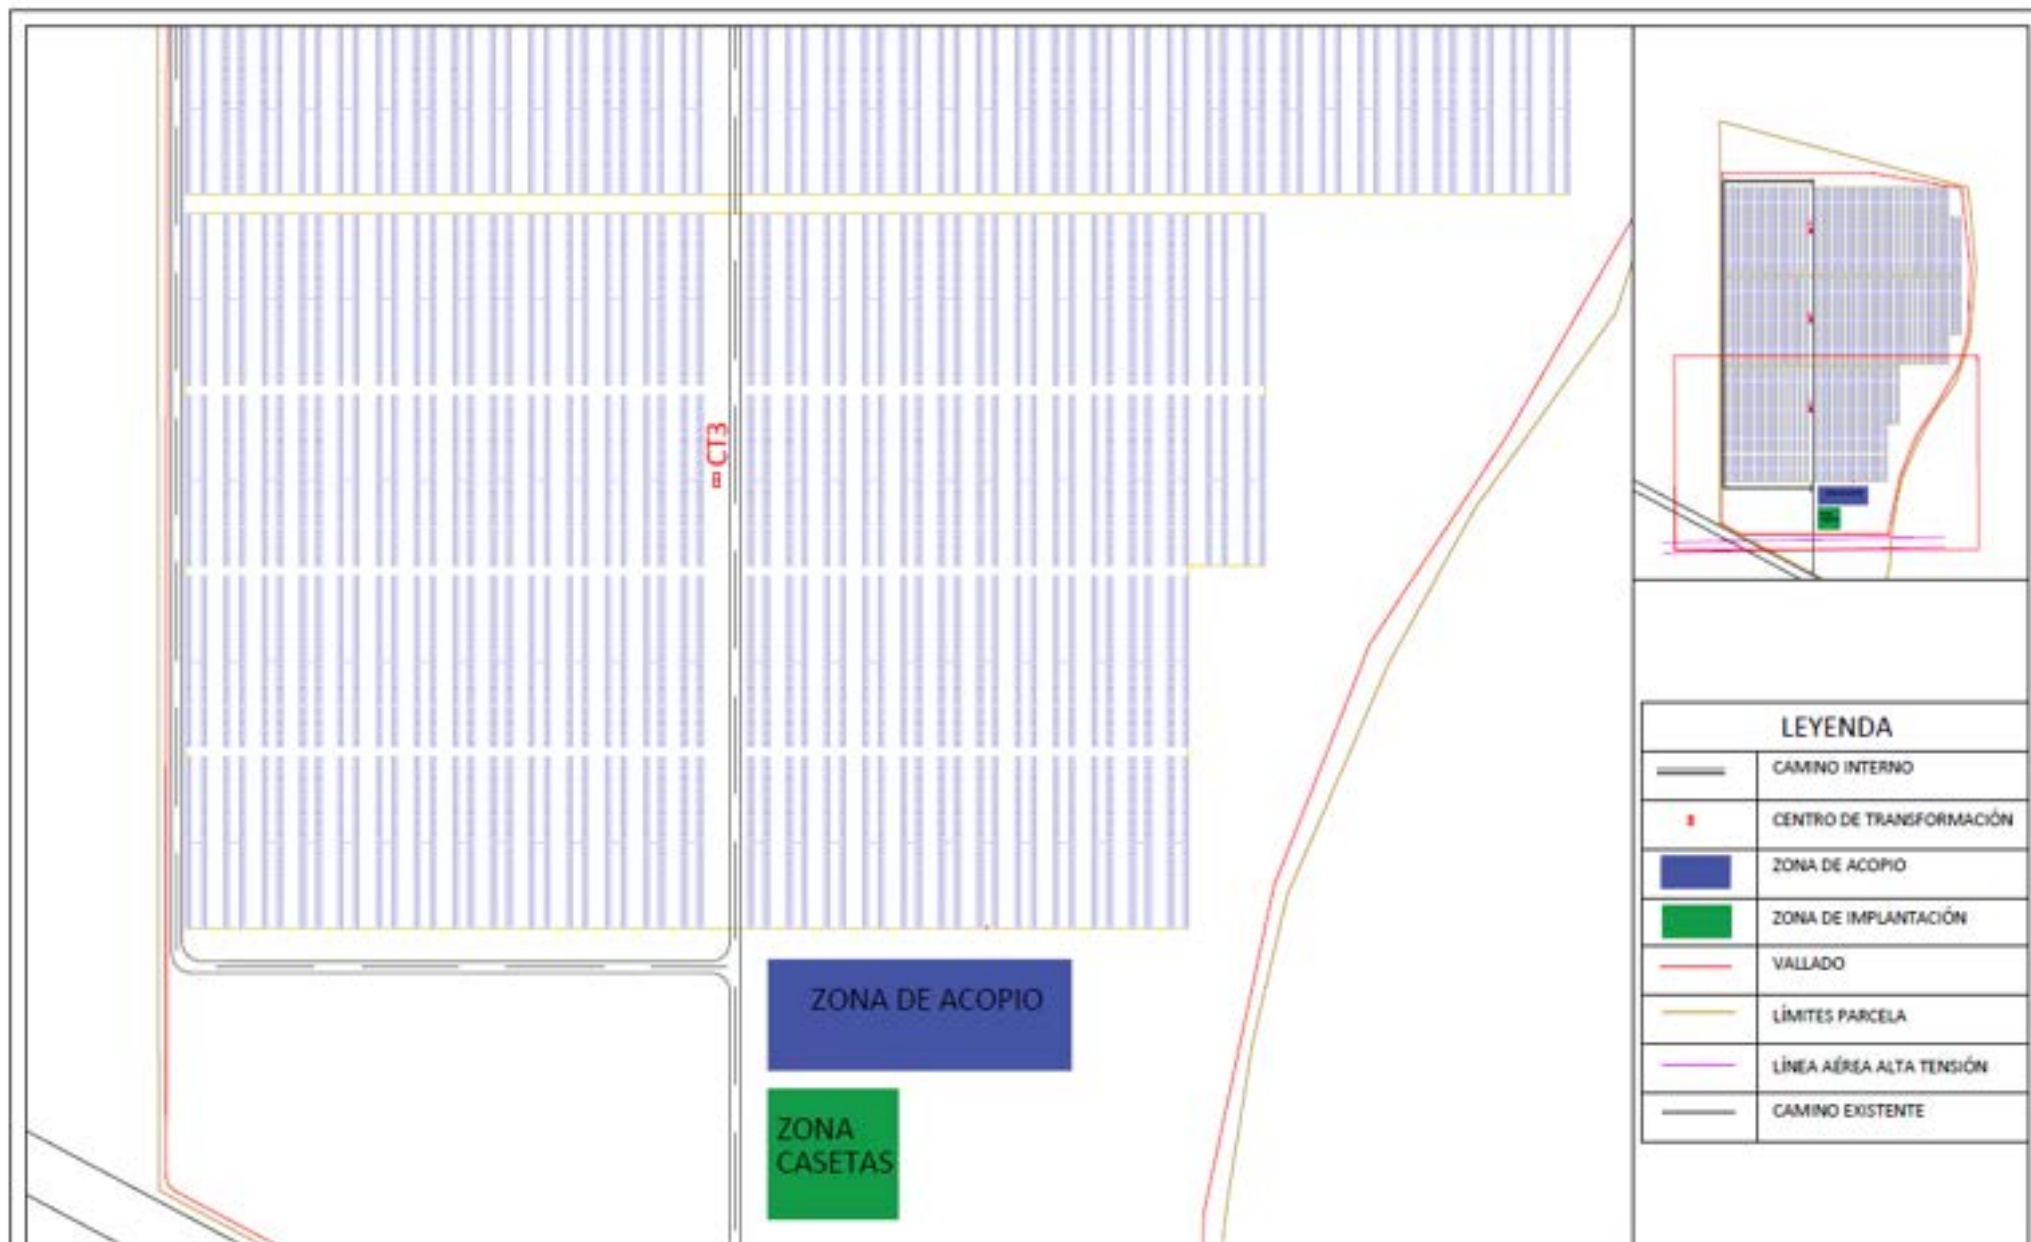 CT3
ZONA DE ACOPIO
ZONA
CASETAS
LEYENDA
CAMINO INTERNO
CENTRO DE TRANSFORMACIÓN
ZONA DE ACOPIO
ZONA DE IMPLANTACIÓN
VALLADO
LÍMITES PARCELA
LÍNEA AÉREA ALTA TENSIÓN
CAMINO EXISTENTE